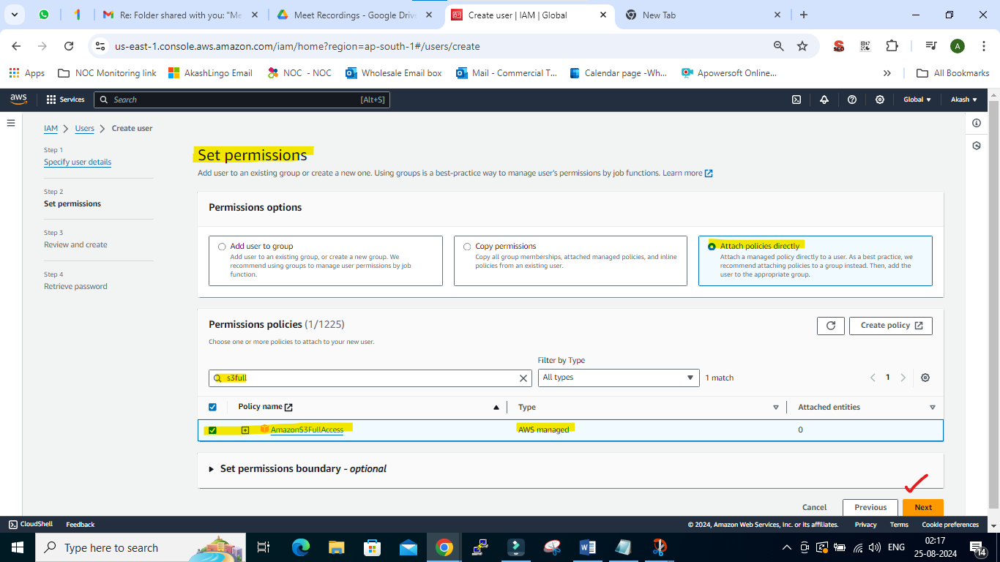 Re: Folder shared with you: "Me
Meet Recordings - Google Drive
Create user | IAM | Global
New Tab
us-east-1.console.aws.amazon.com/iam/home?region=ap-south-1#/users/create
SEO
A
Apps
NOC Monitoring link
AkashLingo Email
NOC - NOC
Wholesale Email box
Mail - Commercial T...
Calendar page -Wh...
Apowersoft Online...
All Bookmarks
aws
Services
Search
[Alt+S]
Global
Akash
IAM
Users
Create user
Step 1
Specify user details
Step 2
Set permissions
Step 3
Review and create
Step 4
Retrieve password
Set permissions
Add user to an existing group or create a new one. Using groups is a best-practice way to manage user's permissions by job functions. Learn more
Permissions options
Add user to group
Add user to an existing group, or create a new group. We
recommend using groups to manage user permissions by job
function.
Copy permissions
Copy all group memberships, attached managed policies, and inline
policies from an existing user.
Attach policies directly
Attach a managed policy directly to a user. As a best practice, we
recommend attaching policies to a group instead. Then, add the
user to the appropriate group.
Permissions policies (1/1225)
Create policy
Choose one or more policies to attach to your new user.
Filter by Type
s3full
All types
1 match
1
Policy name
Type
Attached entities
AmazonS3FullAccess
AWS managed
0
Set permissions boundary - optional
Cancel
Previous
Next
CloudShell
Feedback
© 2024, Amazon Web Services, Inc. or its affiliates.
Privacy
Terms
Cookie preferences
Type here to search
ENG
02:17
25-08-2024
14